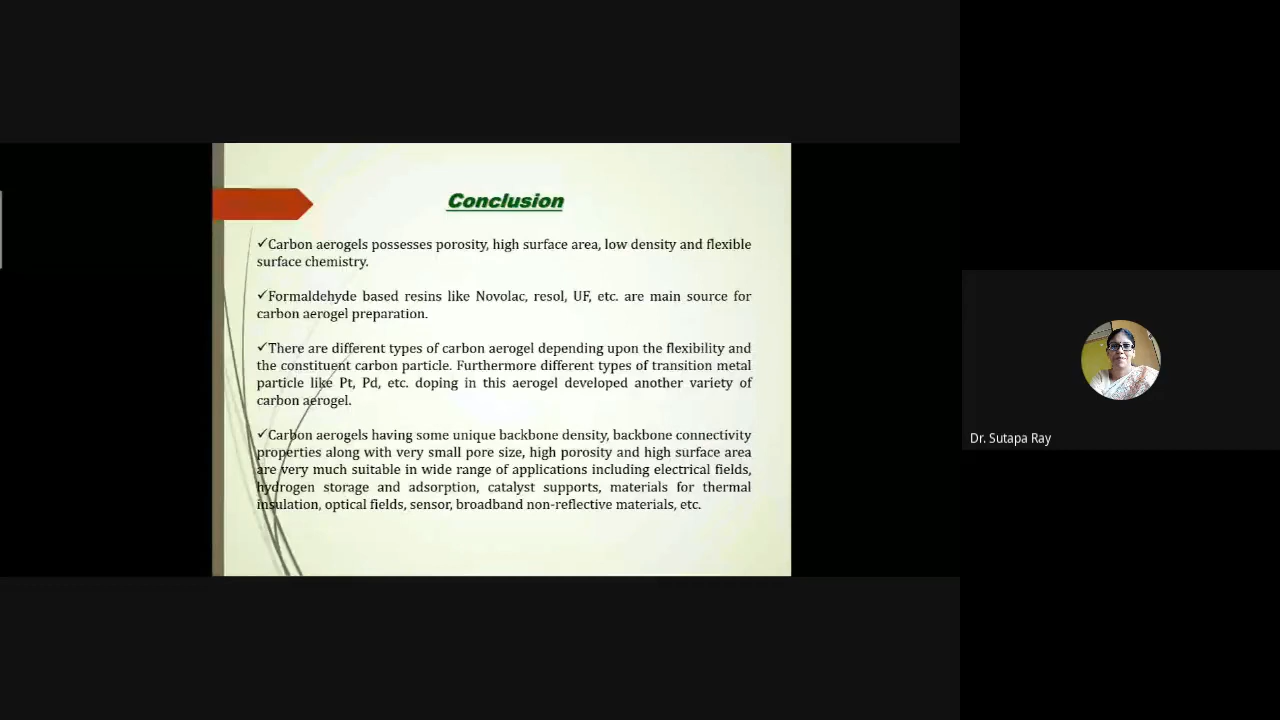 Conclusion
✓Carbon aerogels possesses porosity, high surface area, low density and flexible
surface chemistry.
✓Formaldehyde based resins like Novolac, resol, UF, etc. are main source for
carbon aerogel preparation.
✓There are different types of carbon aerogel depending upon the flexibility and
the constituent carbon particle. Furthermore different types of transition metal
particle like Pt, Pd, etc. doping in this aerogel developed another variety of
carbon aerogel.
✓Carbon aerogels having some unique backbone density, backbone connectivity
properties along with very small pore size, high porosity and high surface area
are very much suitable in wide range of applications including electrical fields,
hydrogen storage and adsorption, catalyst supports, materials for thermal
insulation, optical fields, sensor, broadband non-reflective materials, etc.
Dr. Sutapa Ray